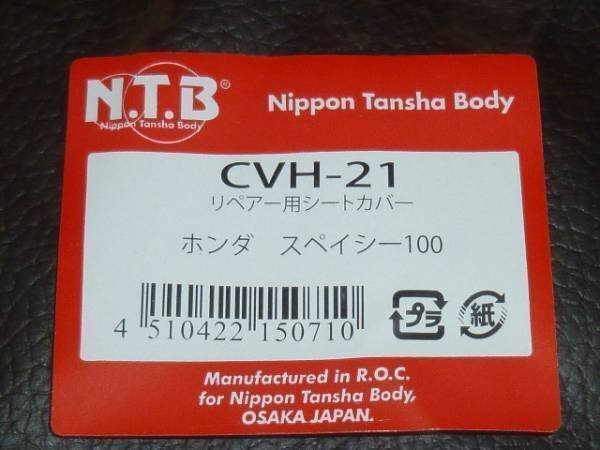 N.T.B®
Nippon Tansha Body
Nippon Tansha Body
CVH-21
リペアー用シートカバー
ホンダ スペイシー100
4 510422 150710
プラ
紙
Manufactured in R.O.C.
for Nippon Tansha Body,
OSAKA JAPAN.